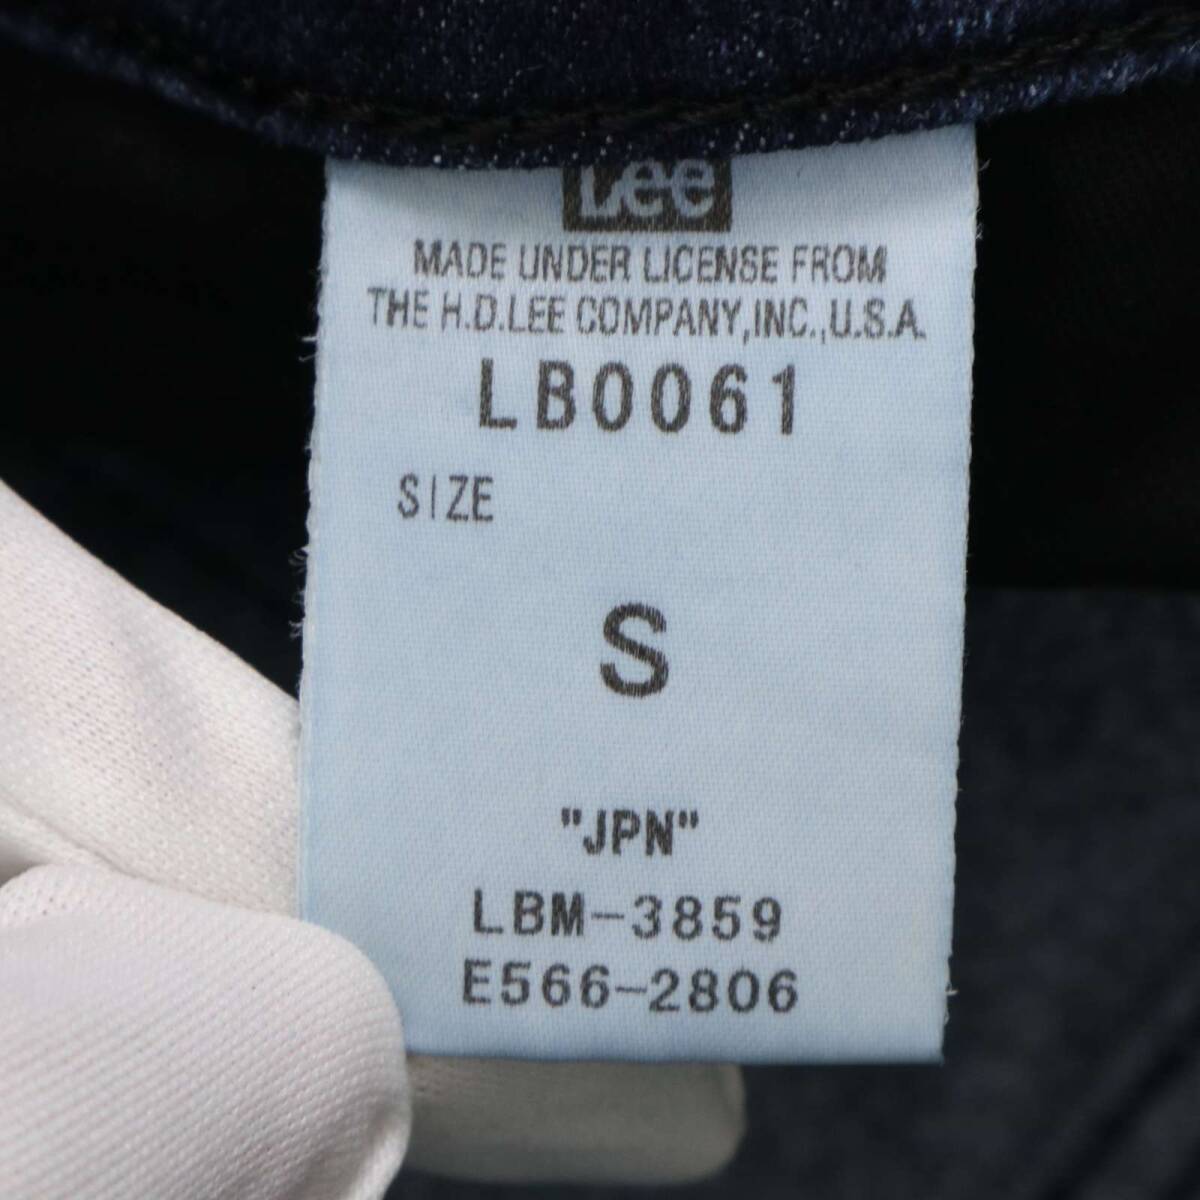 Lee
MADE UNDER LICENSE FROM
THE H.D.LEE COMPANY,INC.,U.S.A.
LB0061
SIZE
S
"JPN"
LBM-3859
E566-2806